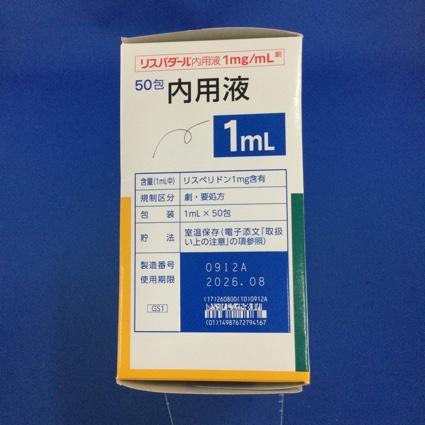 リスパダール内用液1mg/mL 劇
50包 内用液
1mL
含量(1mL中) リスペリドン1mg含有
規制区分 劇・要処方
包装 1mL×50包
貯法 室温保存(電子添文「取扱
い上の注意」の項参照)
製造番号 0912A
使用期限 2026.08
GS1
(17)260800(10)0912A
(01)14987672794167